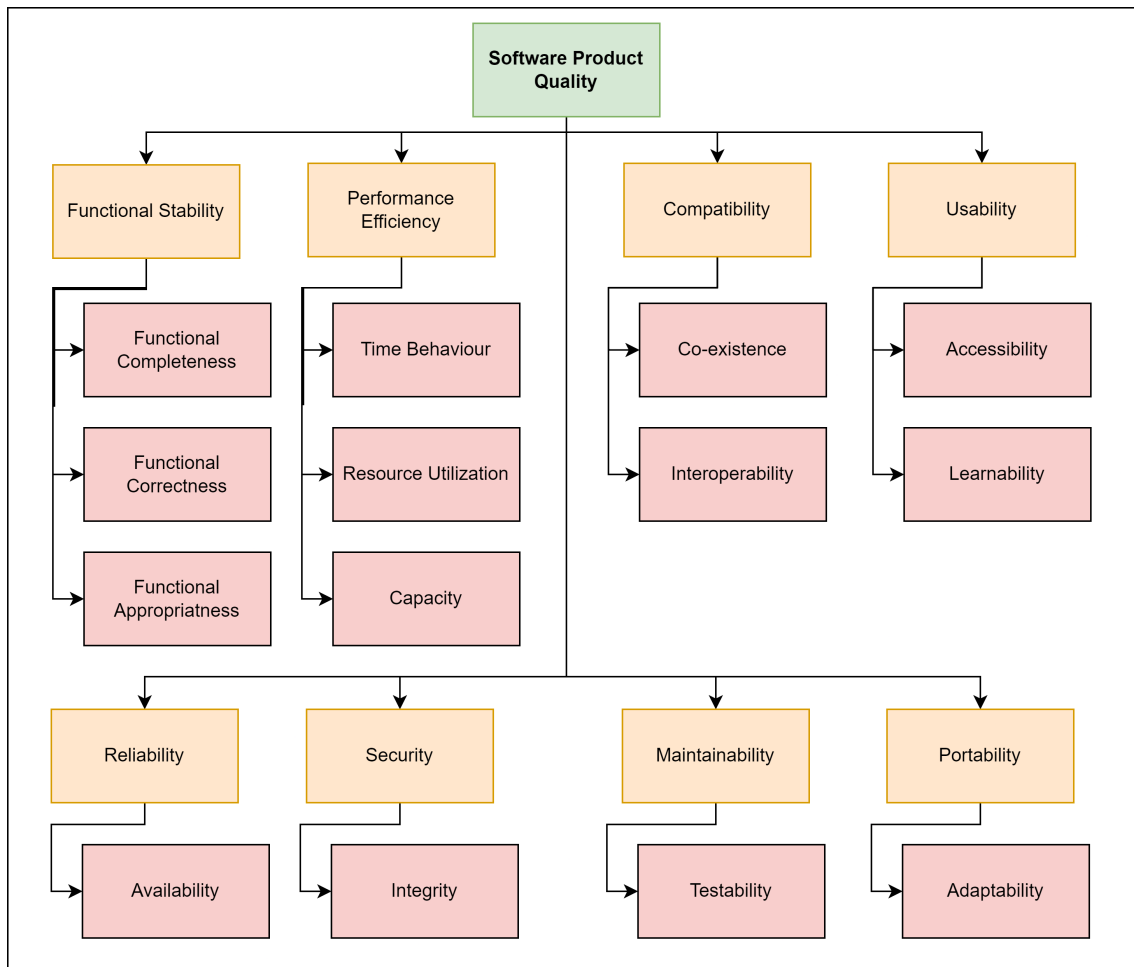 Software Product
Quality
Functional Stability
Performance
Efficiency
Compatibility
Usability
Functional
Completeness
Time Behaviour
Co-existence
Accessibility
Functional
Correctness
Resource Utilization
Interoperability
Learnability
Functional
Appropriatness
Capacity
Reliability
Security
Maintainability
Portability
Availability
Integrity
Testability
Adaptability